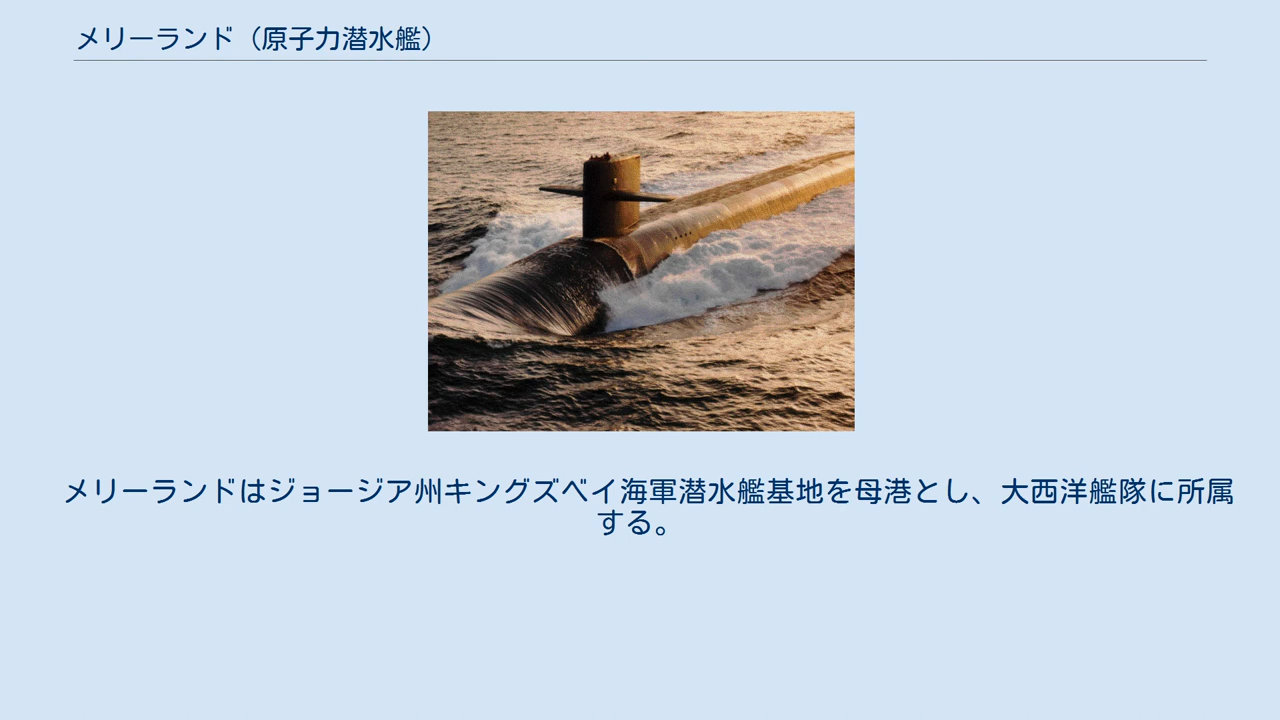 メリーランド（原子力潜水艦）
メリーランドはジョージア州キングズベイ海軍潜水艦基地を母港とし、大西洋艦隊に所属
する。